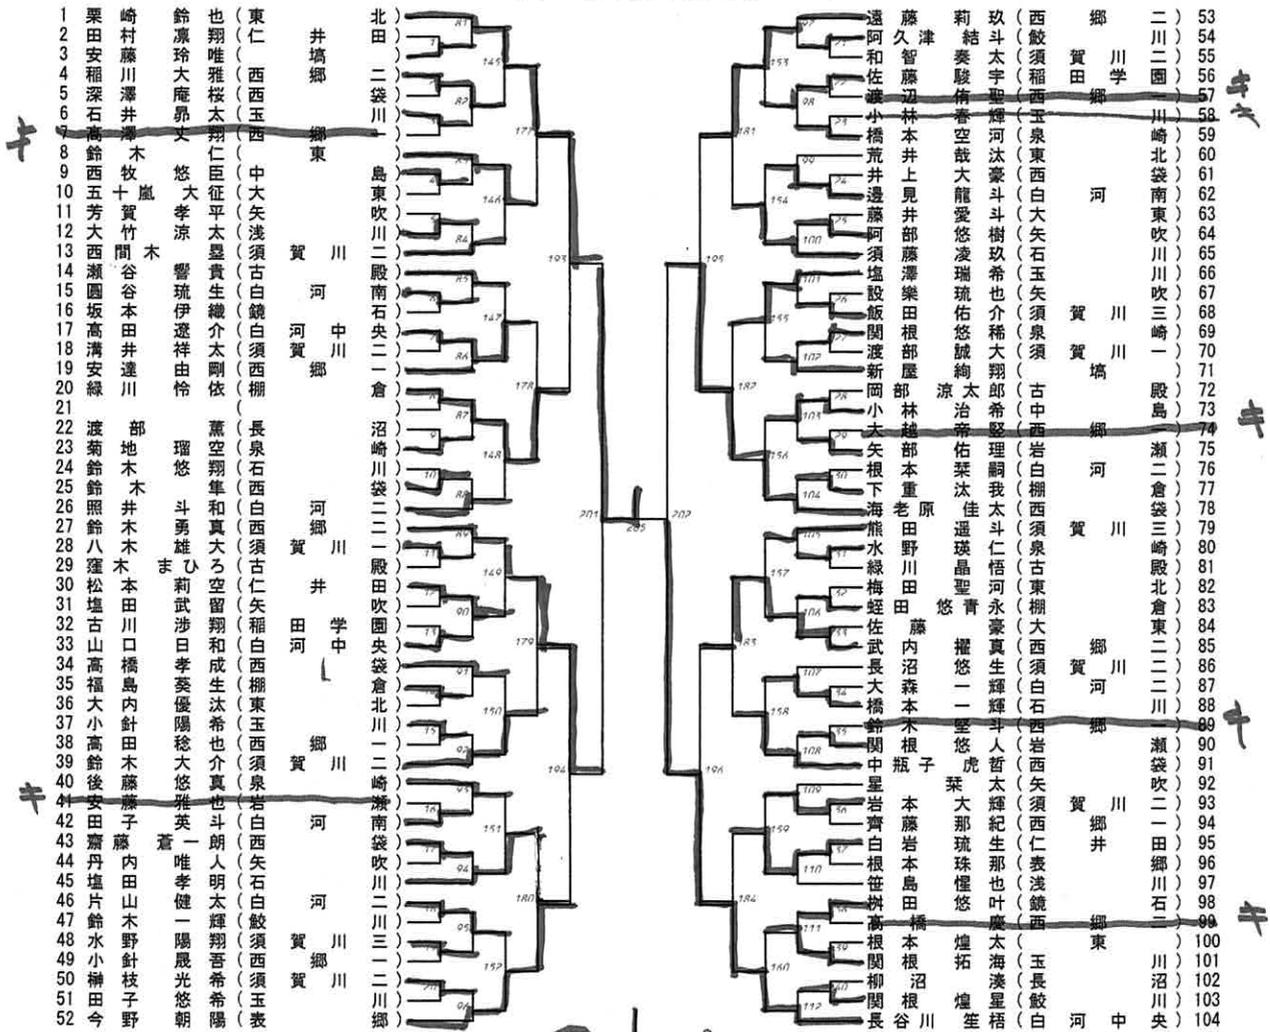 1 栗崎鈴也(東北)
2 田村凛翔(仁井田)
3 安藤玲唯(塙)
4 稲川大雅(西郷二)
5 深澤庵桜(西袋)
6 石井昴太(玉川)
7 高澤丈翔(西郷一)
8 鈴木仁(東)
9 西牧悠臣(中島)
10 五十嵐大征(大東)
11 芳賀孝平(矢吹)
12 大竹涼太(浅川)
13 西間木塁(須賀川二)
14 瀬谷響貴(古殿)
15 圓谷琉生(白河南)
16 坂本伊織(鏡石)
17 高田遼介(白河中央)
18 溝井祥太(須賀川二)
19 安達由剛(西郷一)
20 緑川怜依(棚倉)
21 ( )
22 渡部薫(長沼)
23 菊地瑠空(泉崎)
24 鈴木悠翔(石川)
25 鈴木隼(西袋)
26 照井斗和(白河二)
27 鈴木勇真(西郷二)
28 八木雄大(須賀川一)
29 窪木まひろ(古殿)
30 松本莉空(仁井田)
31 塩田武留(矢吹)
32 古川渉翔(稲田学園)
33 山口日和(白河中央)
34 高橋孝成(西袋)
35 福島葵生(棚倉)
36 大内優汰(東北)
37 小針陽希(玉川)
38 高田稔也(西郷一)
39 鈴木大介(須賀川二)
40 後藤悠真(泉崎)
41 安藤雅也(岩瀬)
42 田子英斗(白河南)
43 齋藤蒼一朗(西袋)
44 丹内唯人(矢吹)
45 塩田孝明(石川)
46 片山健太(白河二)
47 鈴木一輝(鮫川)
48 水野陽翔(須賀川三)
49 小針晟吾(西郷一)
50 榊枝光希(須賀川二)
51 田子悠希(玉川)
52 今野朝陽(表郷)
遠藤莉玖(西郷二) 53
阿久津結斗(鮫川) 54
和智奏太(須賀川二) 55
佐藤駿宇(稲田学園) 56
渡辺侑聖(西郷一) 57
小林春輝(玉川) 58
橋本空河(泉崎) 59
荒井哉汰(東北) 60
井上大豪(西袋) 61
邊見龍斗(白河南) 62
藤井愛斗(大東) 63
阿部悠樹(矢吹) 64
須藤凌玖(石川) 65
塩澤瑞希(玉川) 66
設樂琉也(矢吹) 67
飯田佑介(須賀川三) 68
関根悠稀(泉崎) 69
渡部誠大(須賀川一) 70
新屋絢翔(塙) 71
岡部涼太郎(古殿) 72
小林治希(中島) 73
大越帝竪(西郷一) 74
矢部佑理(岩瀬) 75
根本栞嗣(白河二) 76
下重汰我(棚倉) 77
海老原佳太(西袋) 78
熊田遥斗(須賀川三) 79
水野瑛仁(泉崎) 80
緑川晶悟(古殿) 81
梅田聖河(東北) 82
蛭田悠青永(棚倉) 83
佐藤豪(大東) 84
武内擢真(西郷二) 85
長沼悠生(須賀川二) 86
大森一輝(白河二) 87
橋本一輝(石川) 88
鈴木堅斗(西郷一) 89
関根悠人(岩瀬) 90
中瓶子虎哲(西袋) 91
星栞太(矢吹) 92
岩本大輝(須賀川二) 93
齊藤那紀(西郷一) 94
白岩琉生(仁井田) 95
根本珠那(表郷) 96
笹島惺也(浅川) 97
桝田悠叶(鏡石) 98
高橋慶(西郷二) 99
根本煌太(東) 100
関根拓海(玉川) 101
柳沼湊(長沼) 102
関根煌星(鮫川) 103
長谷川笙梧(白河中央) 104